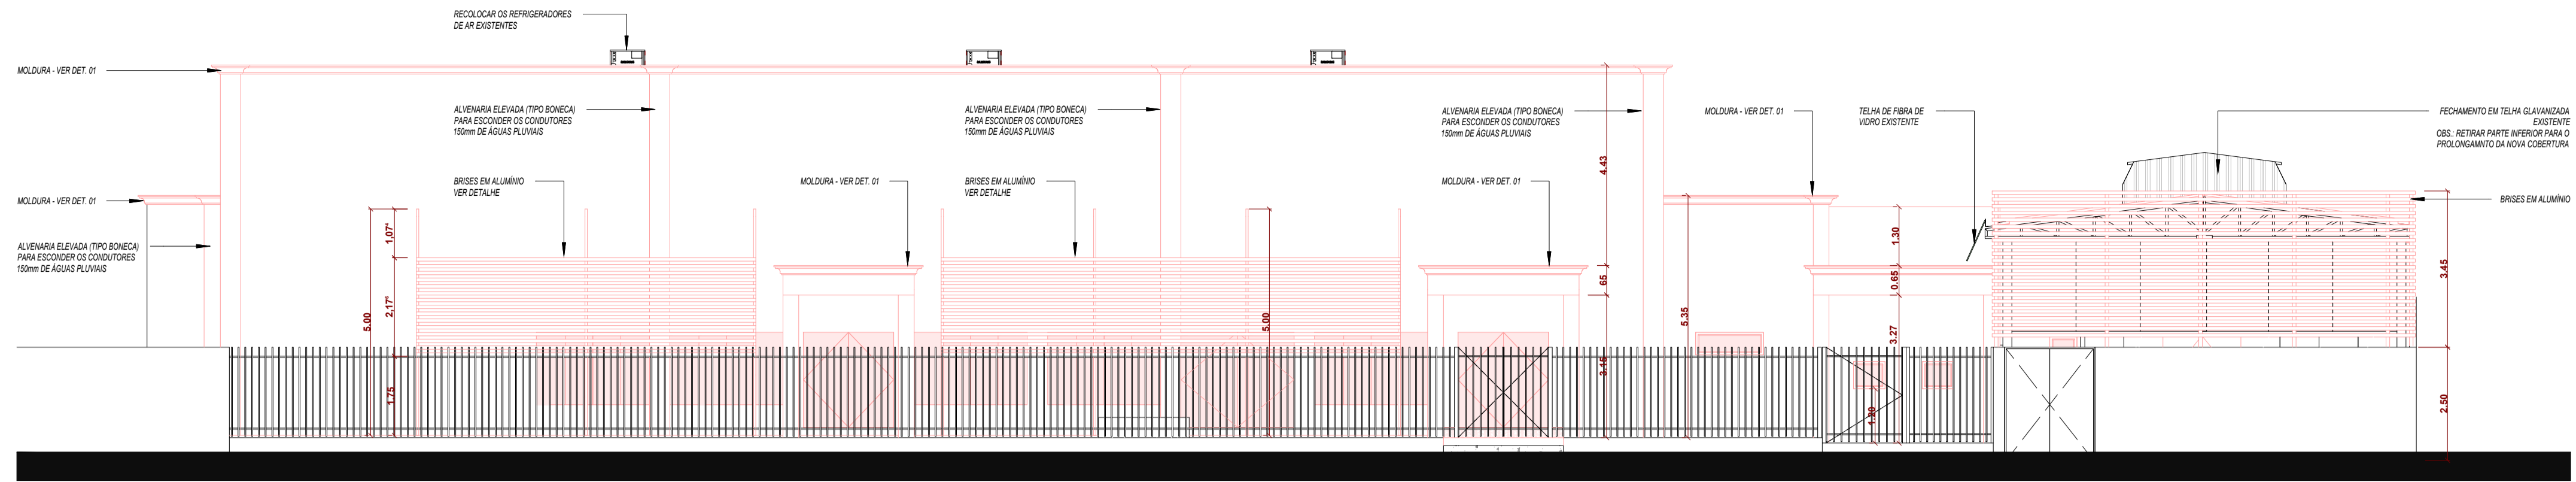 RECOLOCAR OS REFRIGERADORES
DE AR EXISTENTES
MOLDURA - VER DET. 01
ALVENARIA ELEVADA (TIPO BONECA)
PARA ESCONDER OS CONDUTORES
150mm DE ÁGUAS PLUVIAIS
ALVENARIA ELEVADA (TIPO BONECA)
PARA ESCONDER OS CONDUTORES
150mm DE ÁGUAS PLUVIAIS
ALVENARIA ELEVADA (TIPO BONECA)
PARA ESCONDER OS CONDUTORES
150mm DE ÁGUAS PLUVIAIS
MOLDURA - VER DET. 01
TELHA DE FIBRA DE
VIDRO EXISTENTE
FECHAMENTO EM TELHA GLAVANIZADA
EXISTENTE
OBS.: RETIRAR PARTE INFERIOR PARA O
PROLONGAMNTO DA NOVA COBERTURA
4.43
BRISES EM ALUMÍNIO
VER DETALHE
MOLDURA - VER DET. 01
BRISES EM ALUMÍNIO
VER DETALHE
MOLDURA - VER DET. 01
MOLDURA - VER DET. 01
BRISES EM ALUMÍNIO
ALVENARIA ELEVADA (TIPO BONECA)
PARA ESCONDER OS CONDUTORES
150mm DE ÁGUAS PLUVIAIS
1,07⁴
1.30
3.45
65
0.65
2,17⁶
5.00
5.00
5.35
3.27
3.15
1.75
1.20
2.50